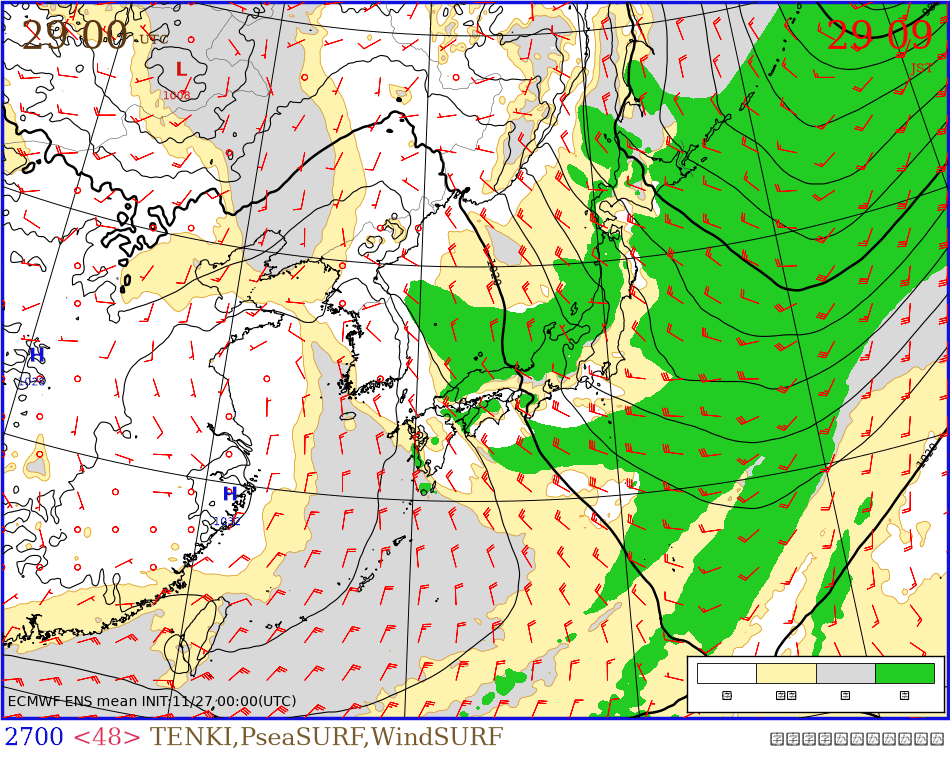 29 00 UTC
29 09 JST
L
1008
1020
H
H
1032
1020
ECMWF ENS mean INIT:11/27 00:00(UTC)
2700 <48> TENKI,PseaSURF,WindSURF